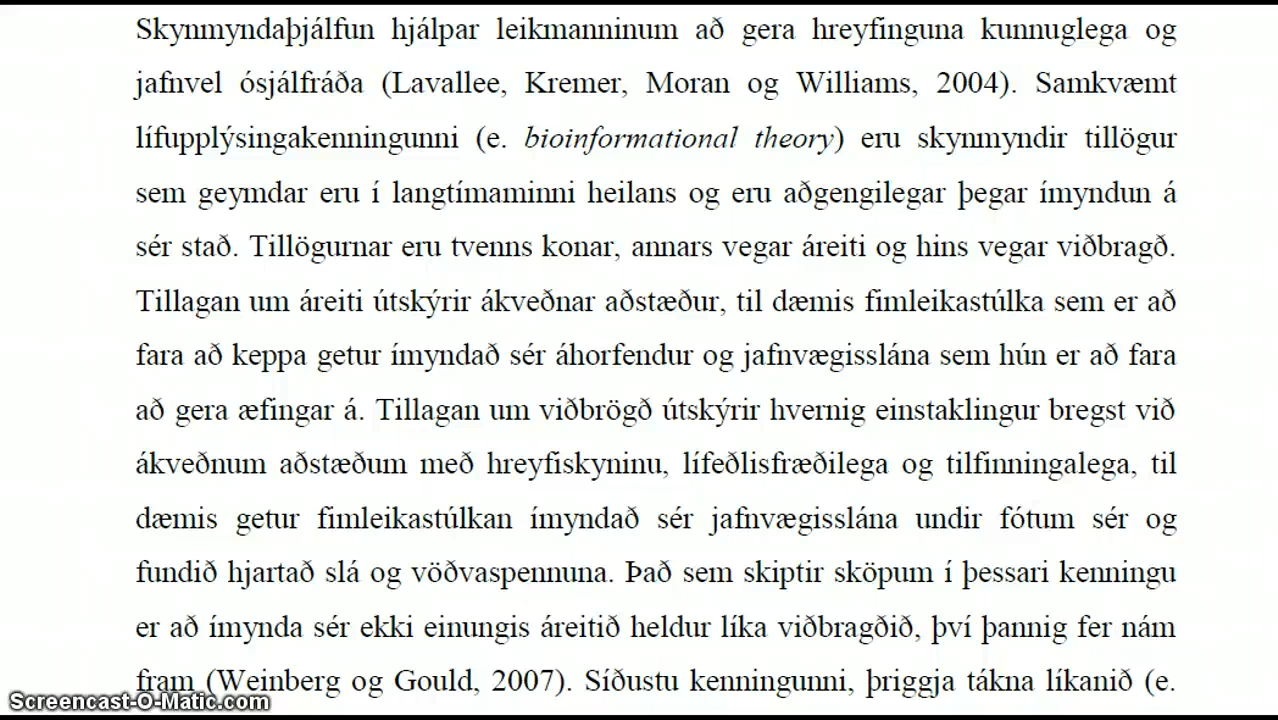 Skynmyndaþjálfun hjálpar leikmanninum að gera hreyfinguna kunnuglega og
jafnvel ósjálfráða (Lavallee, Kremer, Moran og Williams, 2004). Samkvæmt
lífupplýsingakenningunni (e. bioinformational theory) eru skynmyndir tillögur
sem geymdar eru í langtímaminni heilans og eru aðgengilegar þegar ímyndun á
sér stað. Tillögurnar eru tvenns konar, annars vegar áreiti og hins vegar viðbragð.
Tillagan um áreiti útskýrir ákveðnar aðstæður, til dæmis fimleikastúlka sem er að
fara að keppa getur ímyndað sér áhorfendur og jafnvægisslána sem hún er að fara
að gera æfingar á. Tillagan um viðbrögð útskýrir hvernig einstaklingur bregst við
ákveðnum aðstæðum með hreyfiskyninu, lífeðlisfræðilega og tilfinningalega, til
dæmis getur fimleikastúlkan ímyndað sér jafnvægisslána undir fótum sér og
fundið hjartað slá og vöðvaspennuna. Það sem skiptir sköpum í þessari kenningu
er að ímynda sér ekki einungis áreitið heldur líka viðbragðið, því þannig fer nám
fram (Weinberg og Gould, 2007). Síðustu kenningunni, þriggja tákna líkanið (e.
Screencast-O-Matic.com